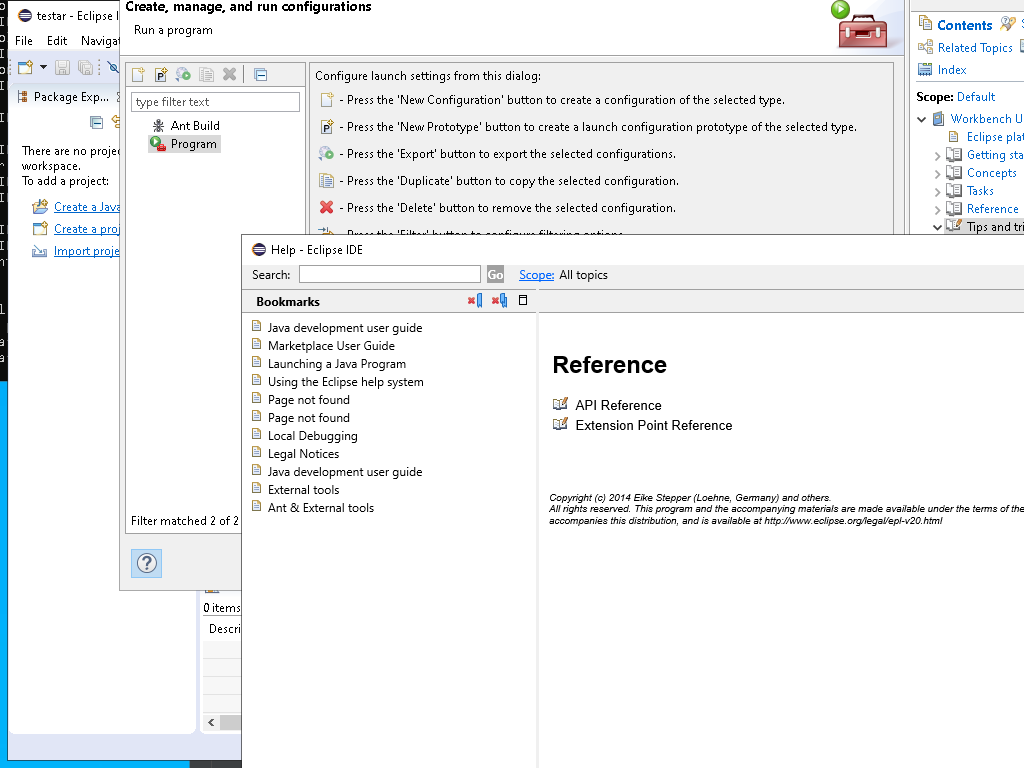 testar - Eclipse I
File Edit Navigat
Package Exp...
There are no projec
workspace.
To add a project:
Create a Java
Create a proj
Import proje
Create, manage, and run configurations
Run a program
type filter text
Ant Build
Program
Filter matched 2 of 2
Configure launch settings from this dialog:
- Press the 'New Configuration' button to create a configuration of the selected type.
- Press the 'New Prototype' button to create a launch configuration prototype of the selected type.
- Press the 'Export' button to export the selected configurations.
- Press the 'Duplicate' button to copy the selected configuration.
- Press the 'Delete' button to remove the selected configuration.
- Press the 'Filter' button to configure filtering options.
Contents
Related Topics
Index
Scope: Default
Workbench U
Eclipse plat
Getting sta
Concepts
Tasks
Reference
Tips and tri
0 items
Descri
Help - Eclipse IDE
Search: Go Scope: All topics
Bookmarks
Java development user guide
Marketplace User Guide
Launching a Java Program
Using the Eclipse help system
Page not found
Page not found
Local Debugging
Legal Notices
Java development user guide
External tools
Ant & External tools
Reference
API Reference
Extension Point Reference
Copyright (c) 2014 Eike Stepper (Loehne, Germany) and others.
All rights reserved. This program and the accompanying materials are made available under the terms of the
accompanies this distribution, and is available at http://www.eclipse.org/legal/epl-v20.html